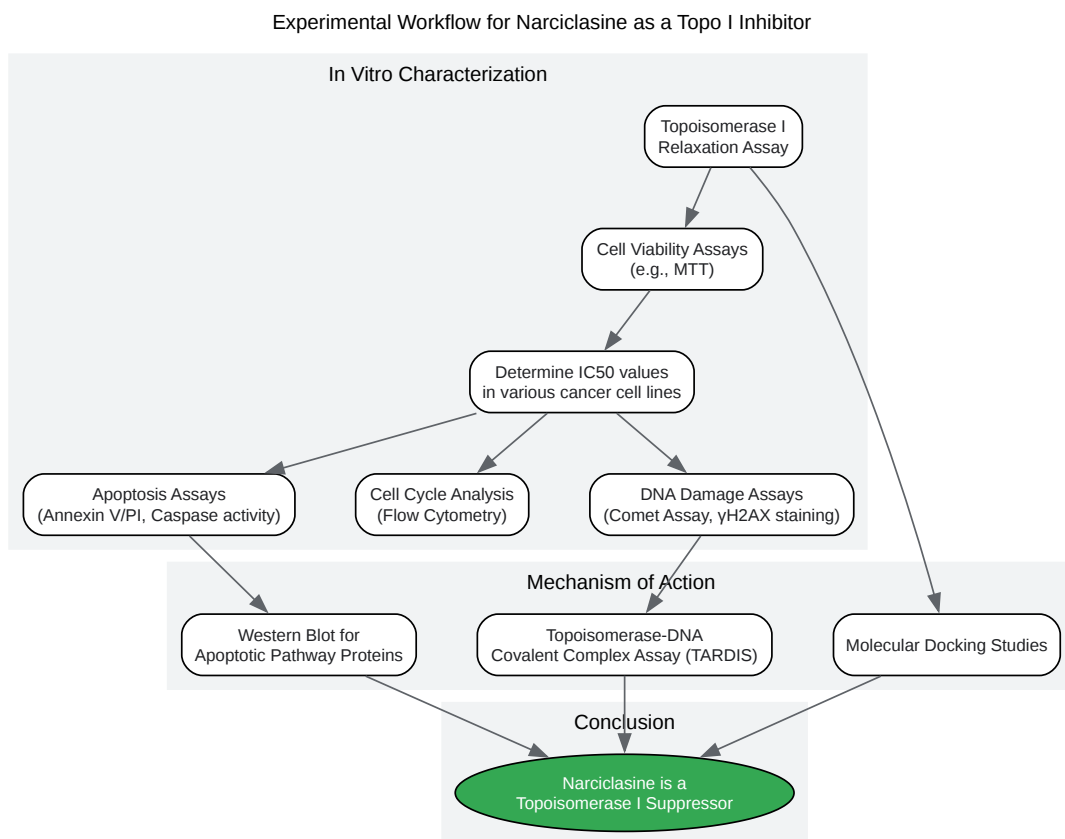 Experimental Workflow for Narciclasine as a Topo I Inhibitor
In Vitro Characterization
Topoisomerase I
Relaxation Assay
Cell Viability Assays
(e.g., MTT)
Determine IC50 values
in various cancer cell lines
Apoptosis Assays
(Annexin V/PI, Caspase activity)
Cell Cycle Analysis
(Flow Cytometry)
DNA Damage Assays
(Comet Assay, γH2AX staining)
Mechanism of Action
Western Blot for
Apoptotic Pathway Proteins
Topoisomerase-DNA
Covalent Complex Assay (TARDIS)
Molecular Docking Studies
Conclusion
Narciclasine is a
Topoisomerase I Suppressor